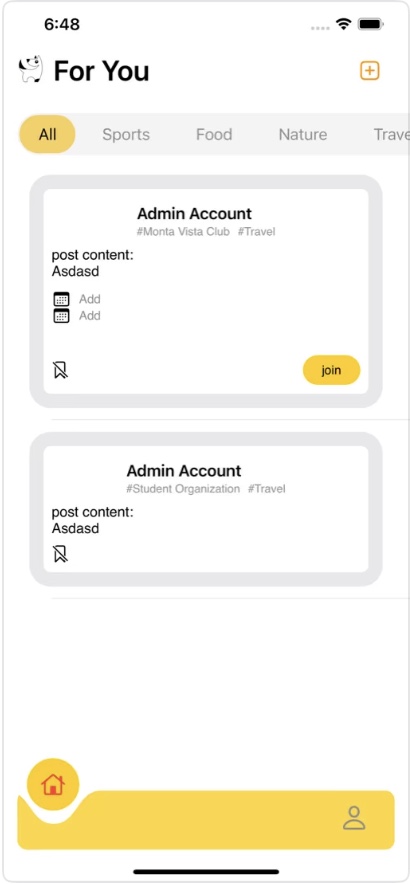 6:48
For You
All Sports Food Nature Trave
Admin Account
#Monta Vista Club #Travel
post content:
Asdasd
Add
Add
join
Admin Account
#Student Organization #Travel
post content:
Asdasd